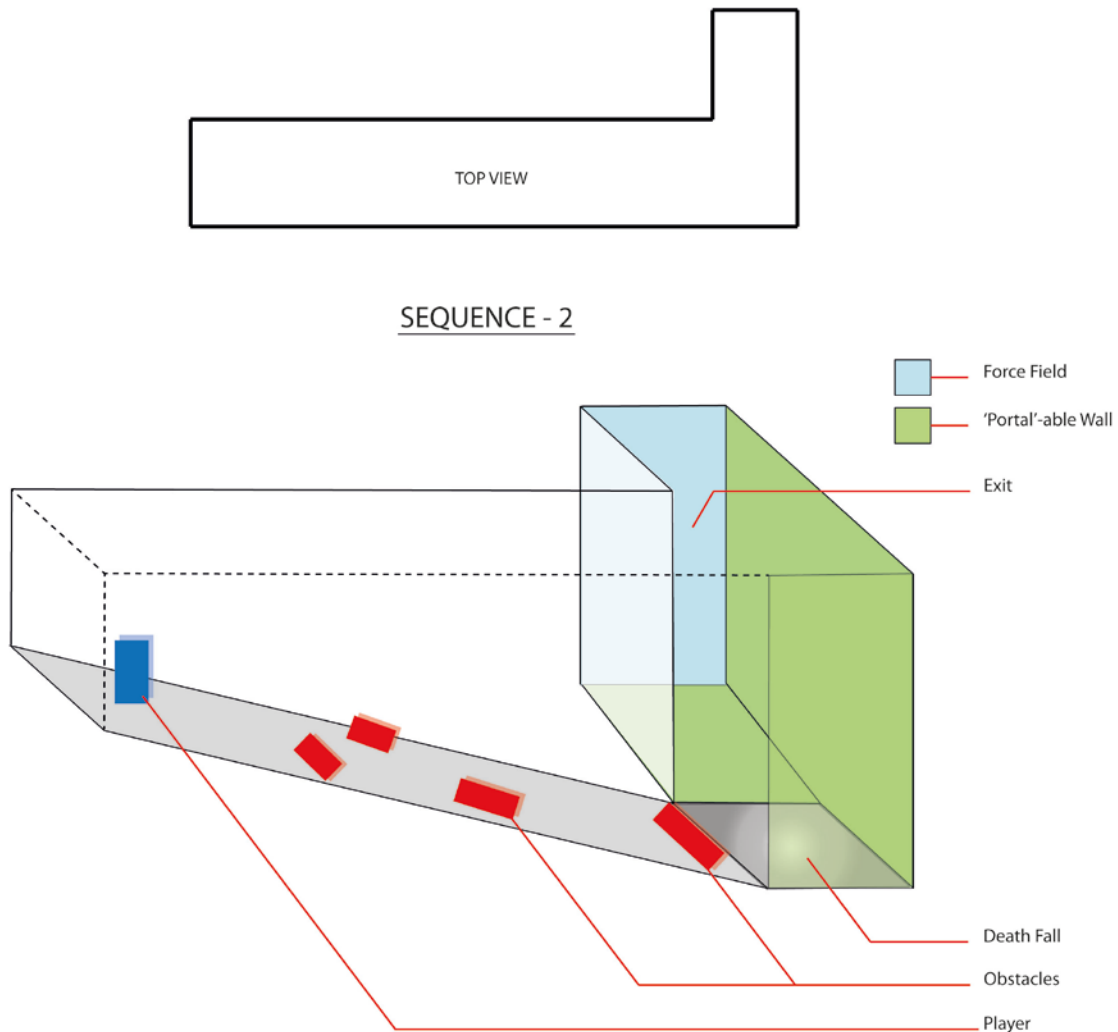 TOP VIEW
SEQUENCE - 2
Force Field
'Portal'-able Wall
Exit
Death Fall
Obstacles
Player